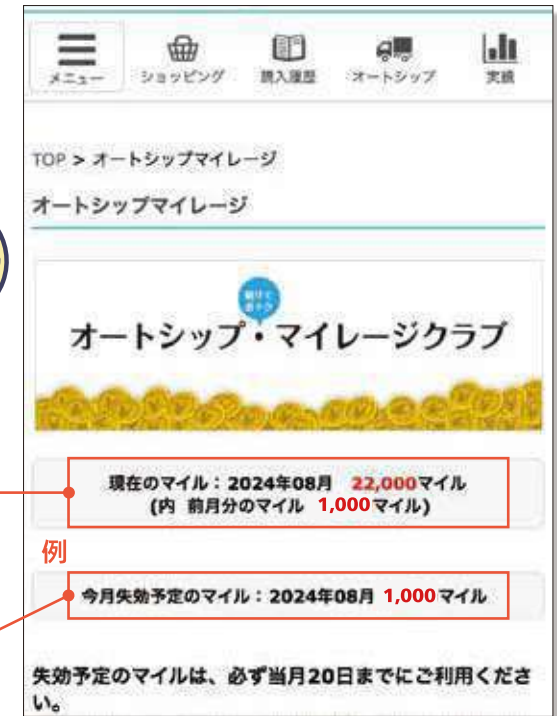 メニュー
ショッピング
購入履歴
オートシップ
実績
TOP > オートシップマイレージ
オートシップマイレージ
オートシップ・マイレージクラブ
現在のマイル：2024年08月 22,000マイル
(内 前月分のマイル 1,000マイル)
例
今月失効予定のマイル：2024年08月 1,000マイル
失効予定のマイルは、必ず当月20日までにご利用くださ
い。